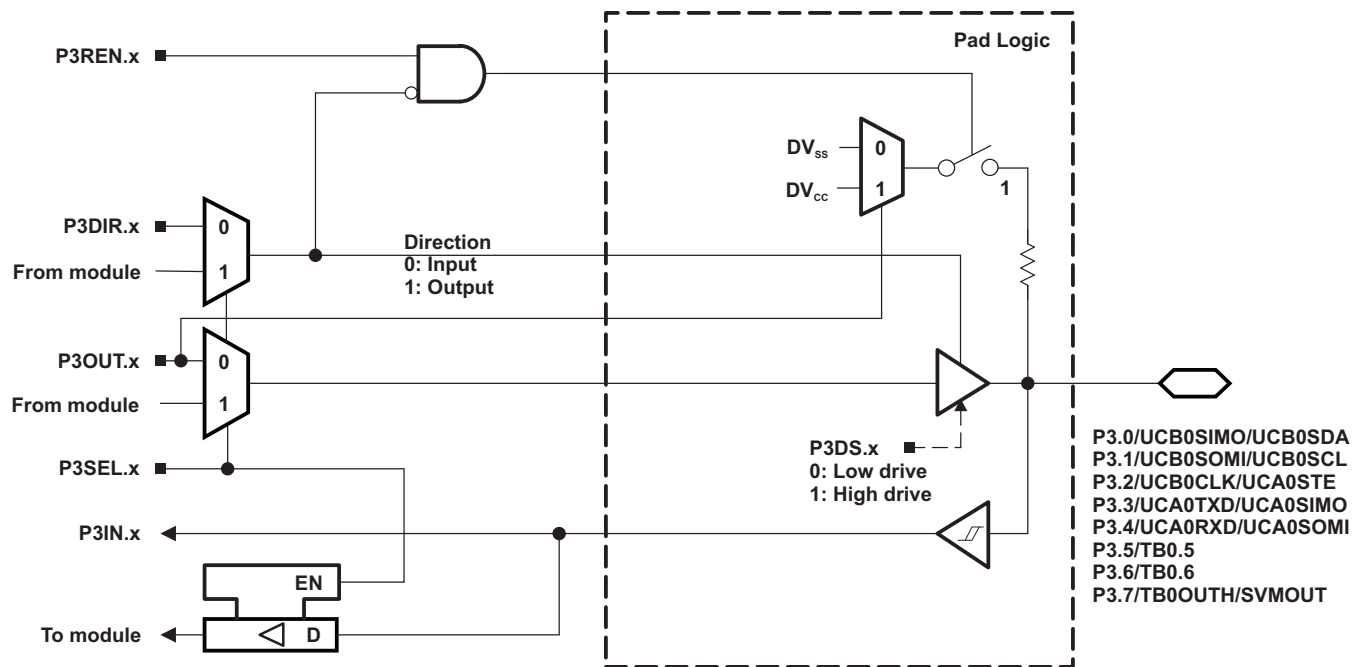 Pad Logic
P3REN.x
DVSS
0
DVCC
1
1
P3DIR.x
0
From module
1
Direction
0: Input
1: Output
P3OUT.x
0
From module
1
P3SEL.x
P3DS.x
0: Low drive
1: High drive
P3IN.x
EN
To module
D
P3.0/UCB0SIMO/UCB0SDA
P3.1/UCB0SOMI/UCB0SCL
P3.2/UCB0CLK/UCA0STE
P3.3/UCA0TXD/UCA0SIMO
P3.4/UCA0RXD/UCA0SOMI
P3.5/TB0.5
P3.6/TB0.6
P3.7/TB0OUTH/SVMOUT